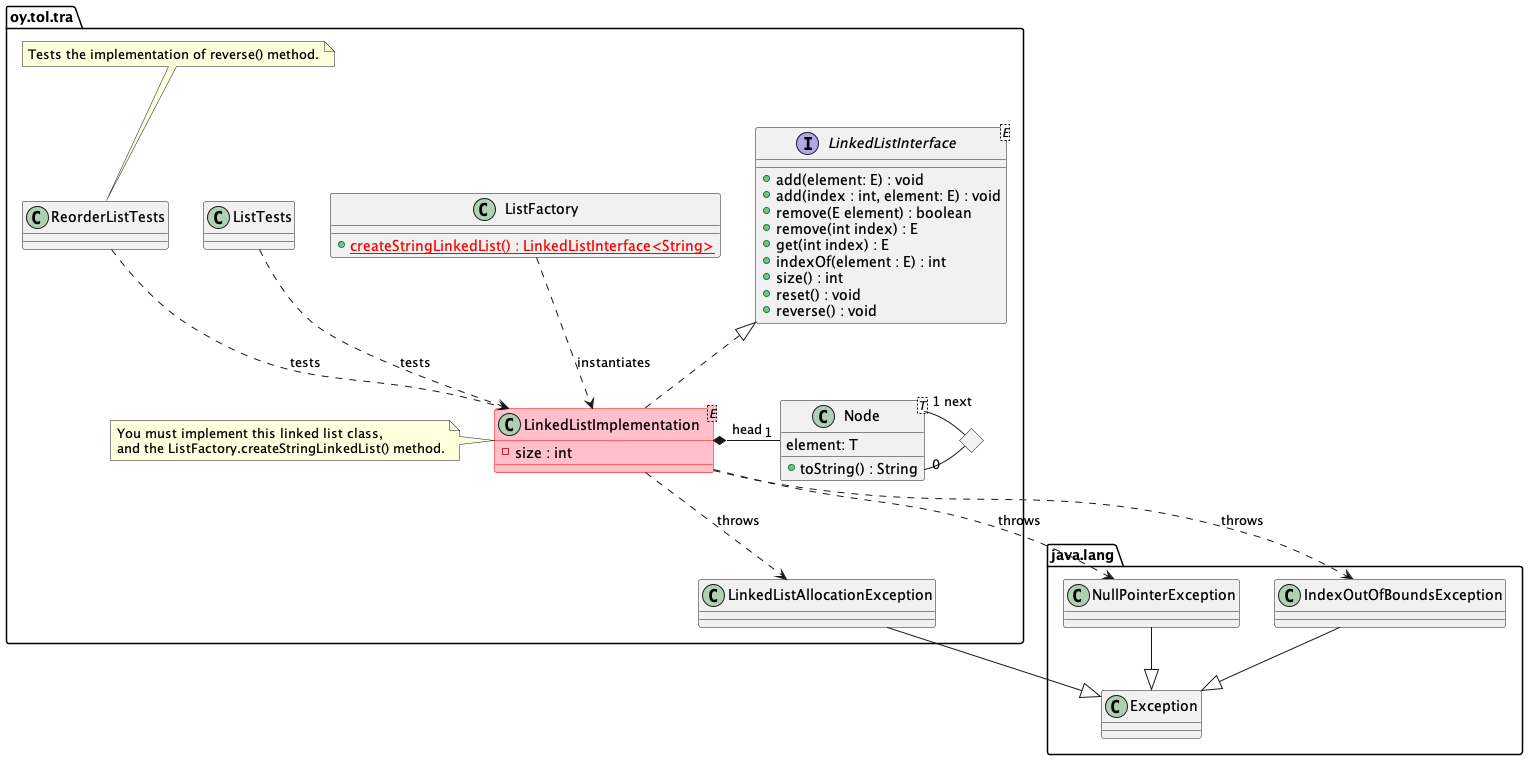 oy.tol.tra
Tests the implementation of reverse() method.
LinkedListInterface
E
add(element: E) : void
add(index : int, element: E) : void
remove(E element) : boolean
remove(int index) : E
get(int index) : E
indexOf(element : E) : int
size() : int
reset() : void
reverse() : void
C ReorderListTests
C ListTests
C ListFactory
createStringLinkedList() : LinkedListInterface<String>
tests
tests
instantiates
You must implement this linked list class,
and the ListFactory.createStringLinkedList() method.
C LinkedListImplementation
E
size : int
head 1
C Node
T
element: T
toString() : String
1 next
0
throws
throws
throws
java.lang
C LinkedListAllocationException
C NullPointerException
C IndexOutOfBoundsException
C Exception